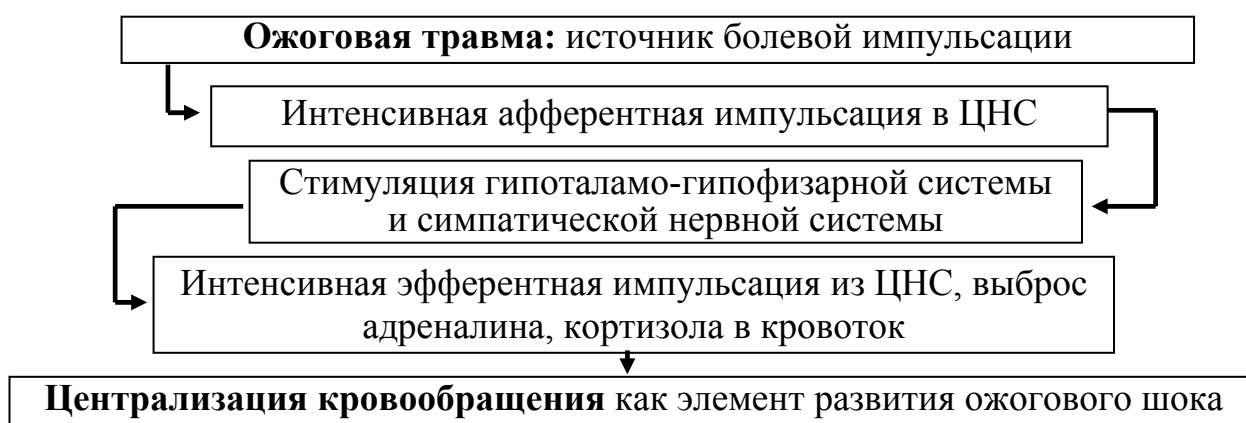 Ожоговая травма: источник болевой импульсации
Интенсивная афферентная импульсация в ЦНС
Стимуляция гипоталамо-гипофизарной системы
и симпатической нервной системы
Интенсивная эфферентная импульсация из ЦНС, выброс
адреналина, кортизола в кровоток
Централизация кровообращения как элемент развития ожогового шока